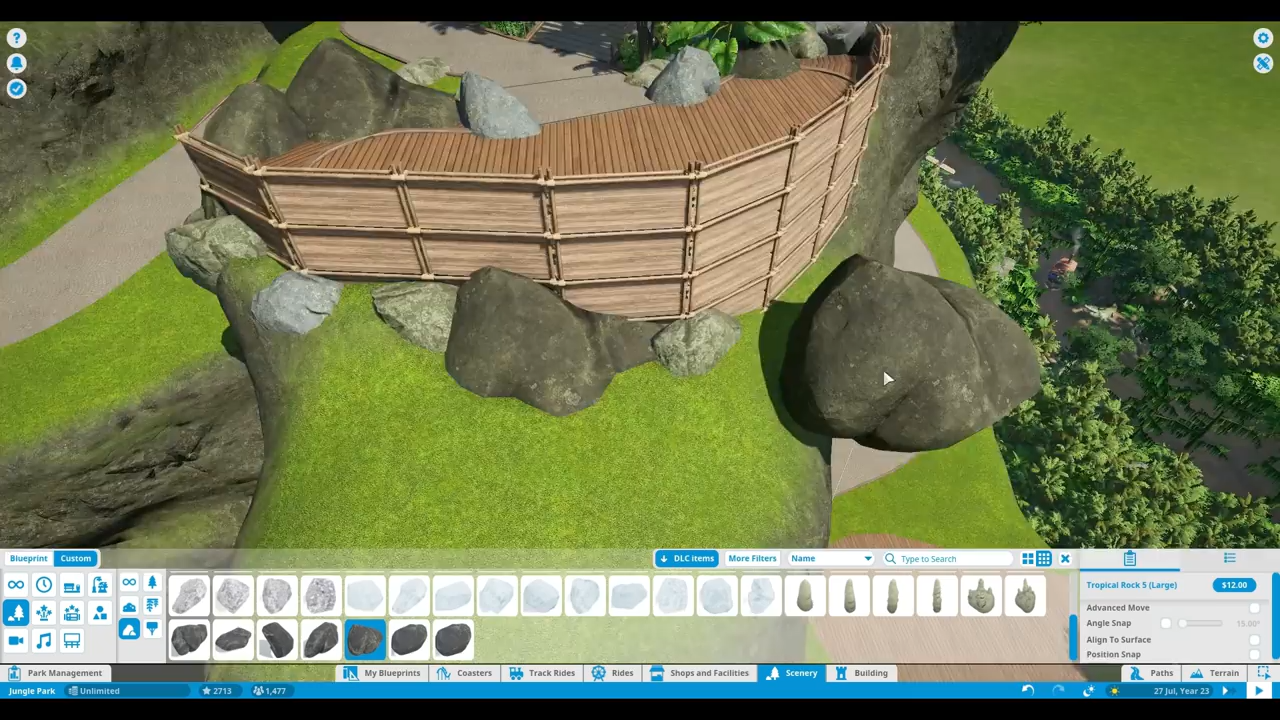 ?
Blueprint Custom DLC items More Filters Name Type to Search
Tropical Rock 5 (Large) $12.00
Advanced Move
Angle Snap 15.00°
Align To Surface
Position Snap
Park Management My Blueprints Coasters Track Rides Rides Shops and Facilities Scenery Building Paths Terrain
Jungle Park Unlimited 2713 1,477 27 Jul, Year 23